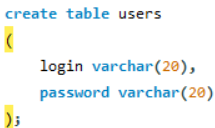 create table users
(
    login varchar(20),
    password varchar(20)
);